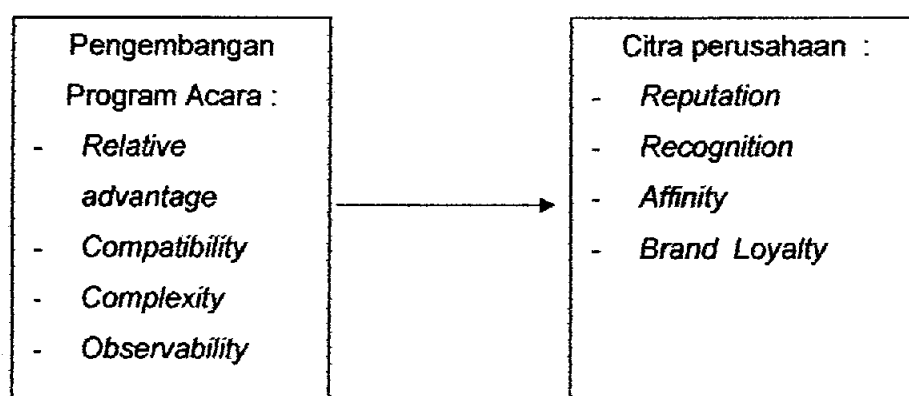 Pengembangan
Program Acara :
- Relative
advantage
- Compatibility
- Complexity
- Observability
Citra perusahaan :
- Reputation
- Recognition
- Affinity
- Brand Loyalty